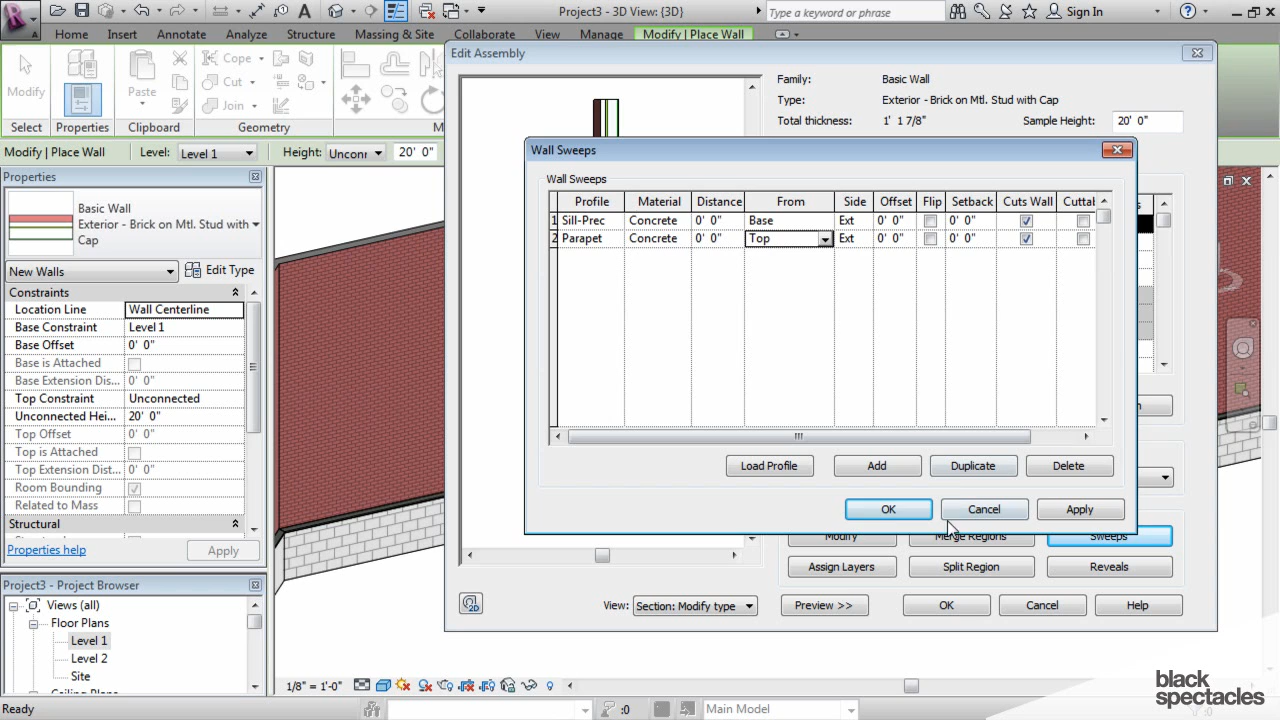 Project3 - 3D View: {3D}
Type a keyword or phrase
Sign In
Home Insert Annotate Analyze Structure Massing & Site Collaborate View Manage Modify | Place Wall
Modify
Properties
Paste
Cope
Cut
Join
Select Properties Clipboard Geometry M
Modify | Place Wall Level: Level 1 Height: Unconr 20' 0"
Properties
Basic Wall
Exterior - Brick on Mtl. Stud with Cap
New Walls Edit Type
Constraints
Location Line Wall Centerline
Base Constraint Level 1
Base Offset 0' 0"
Base is Attached
Base Extension Dis... 0' 0"
Top Constraint Unconnected
Unconnected Hei... 20' 0"
Top Offset 0' 0"
Top is Attached
Top Extension Dist... 0' 0"
Room Bounding
Related to Mass
Structural
Properties help Apply
Project3 - Project Browser
Views (all)
Floor Plans
Level 1
Level 2
Site
Ceiling Plans
Ready
Edit Assembly
Family: Basic Wall
Type: Exterior - Brick on Mtl. Stud with Cap
Total thickness: 1' 1 7/8" Sample Height: 20' 0"
Wall Sweeps
Wall Sweeps
Profile Material Distance From Side Offset Flip Setback Cuts Wall Cuttal
1 Sill-Prec Concrete 0' 0" Base Ext 0' 0" 0' 0"
2 Parapet Concrete 0' 0" Top Ext 0' 0" 0' 0"
Load Profile Add Duplicate Delete
OK Cancel Apply
Modify Merge Regions Sweeps
Assign Layers Split Region Reveals
View: Section: Modify type Preview >> OK Cancel Help
1/8" = 1'-0"
:0 Main Model
black
spectacles